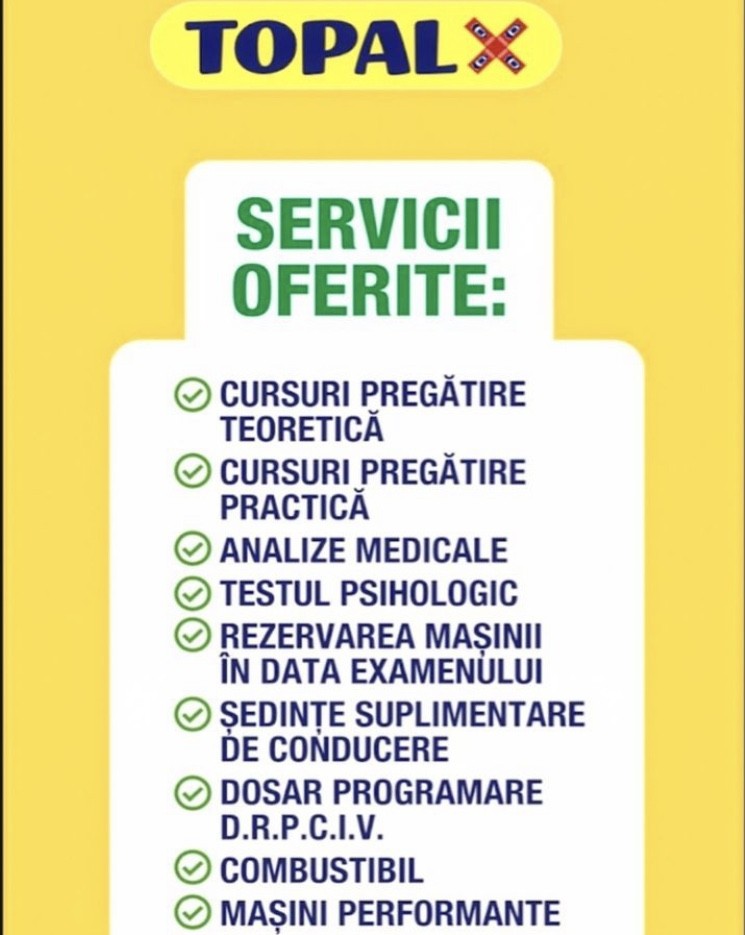 TOPAL X
SERVICII
OFERITE:
CURSURI PREGĂTIRE
TEORETICĂ
CURSURI PREGĂTIRE
PRACTICĂ
ANALIZE MEDICALE
TESTUL PSIHOLOGIC
REZERVAREA MAȘINII
ÎN DATA EXAMENULUI
ȘEDINȚE SUPLIMENTARE
DE CONDUCERE
DOSAR PROGRAMARE
D.R.P.C.I.V.
COMBUSTIBIL
MAȘINI PERFORMANTE